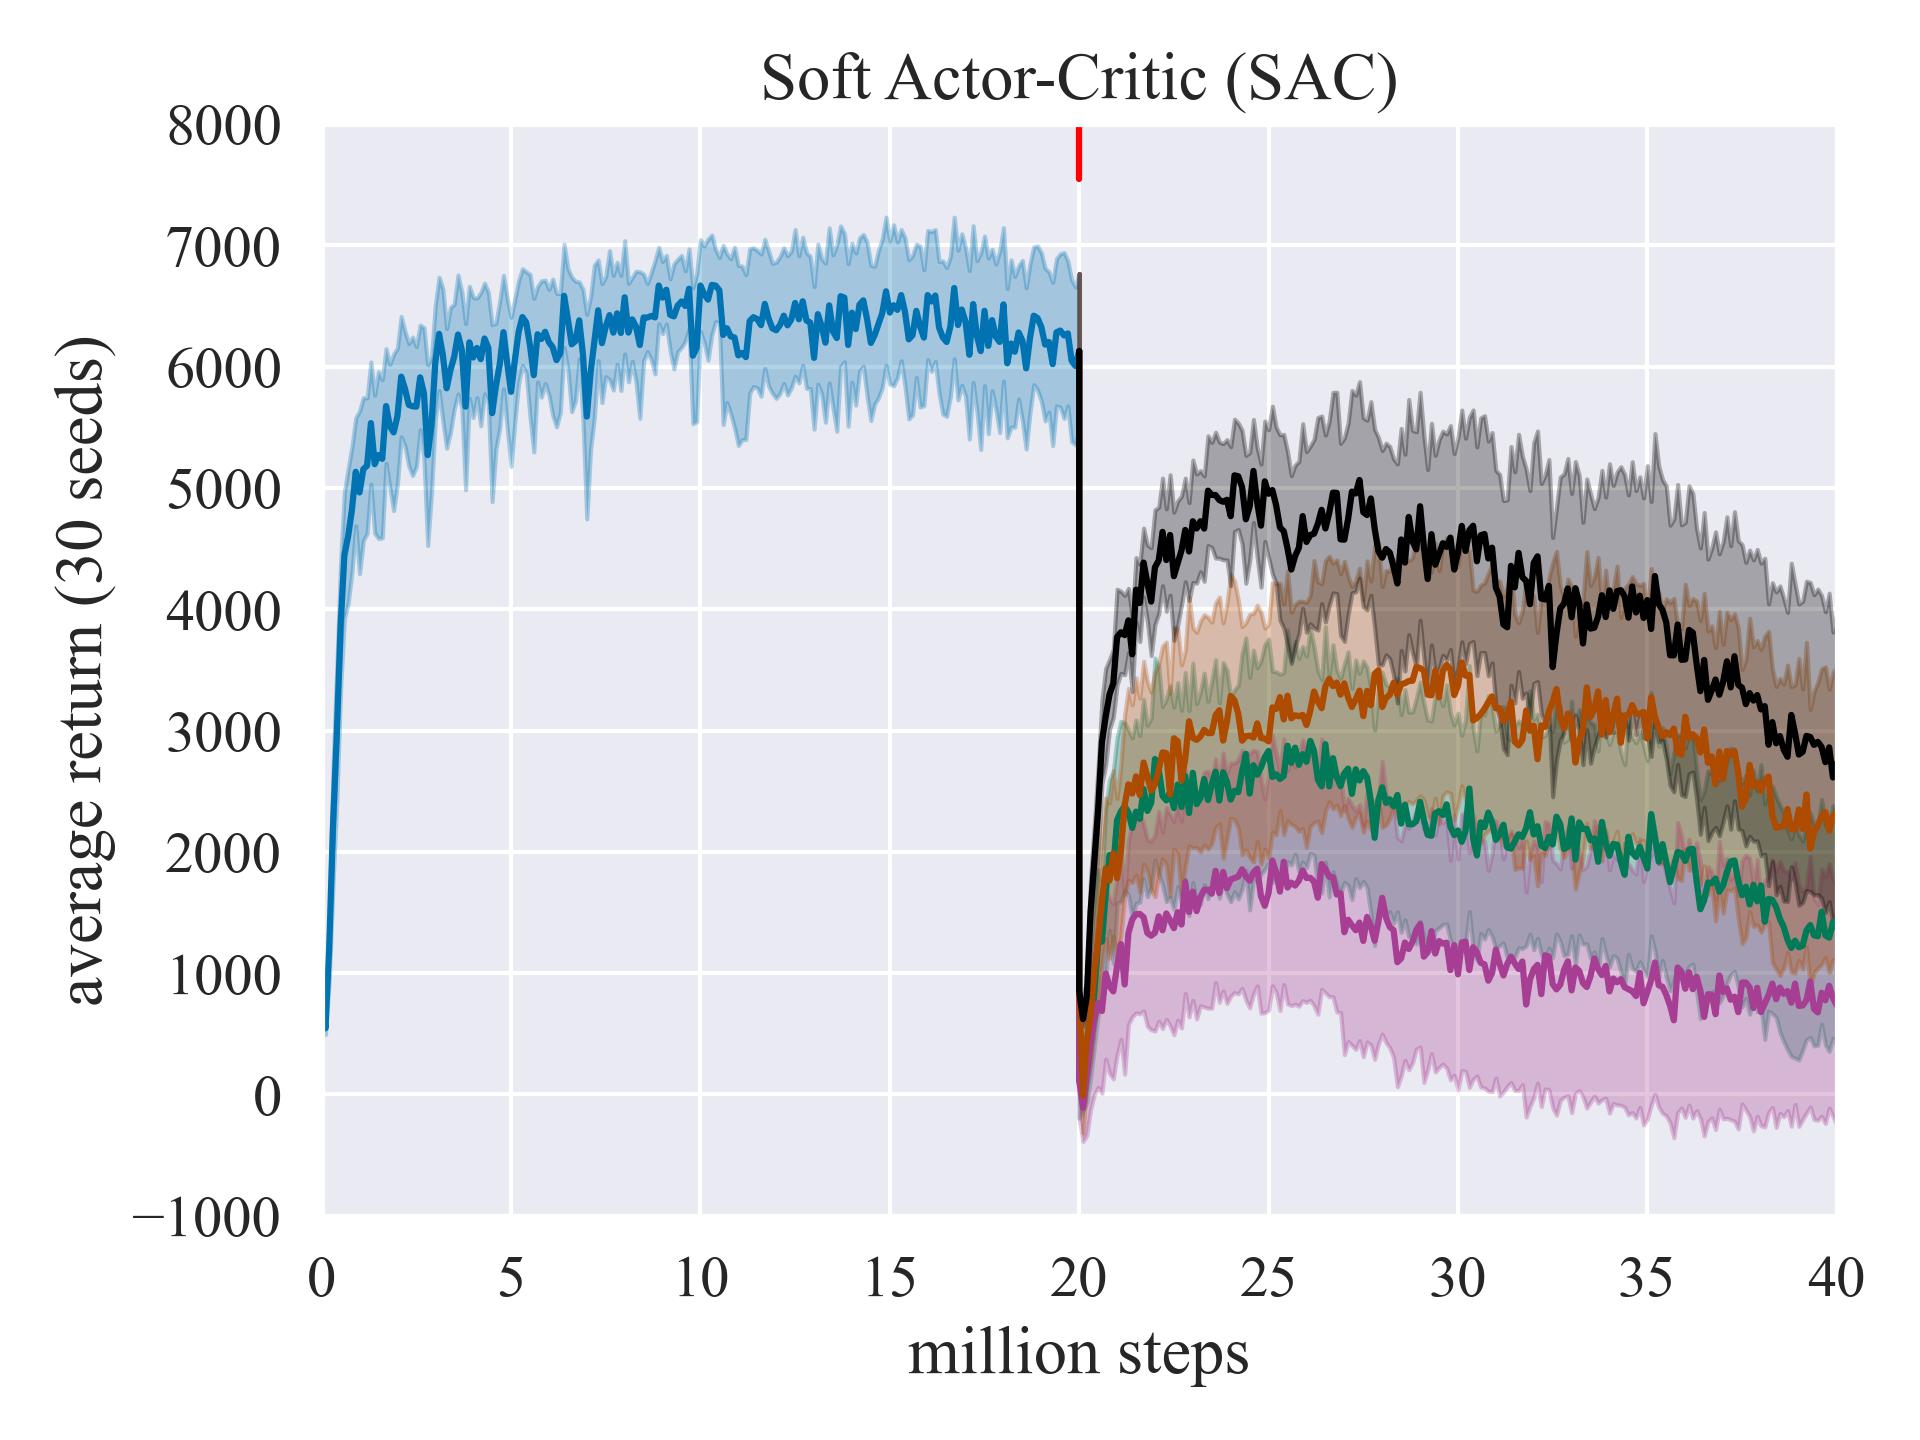 Soft Actor-Critic (SAC)
8000
7000
6000
5000
4000
3000
2000
1000
0
−1000
average return (30 seeds)
0 5 10 15 20 25 30 35 40
million steps